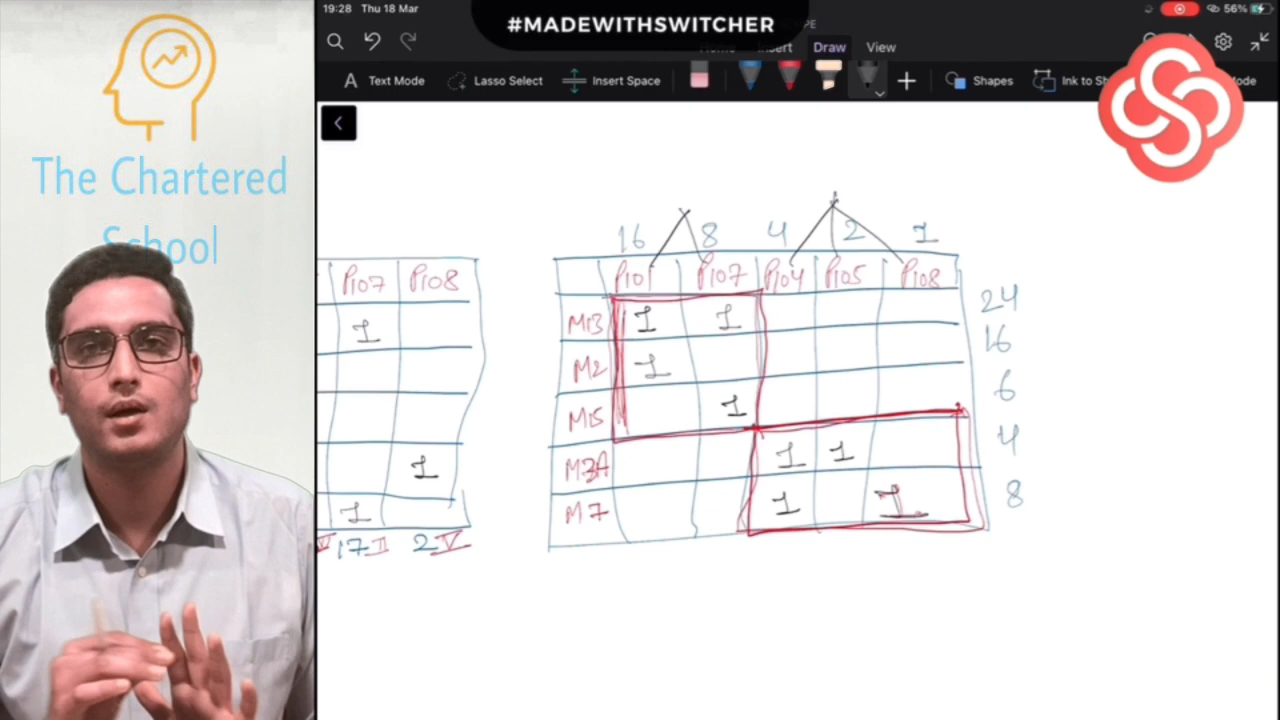 19:28 Thu 18 Mar
#MADEWITHSWITCHER
56%
Draw View
A Text Mode Lasso Select Insert Space Shapes
The Chartered
School
P107 P108
1
1
1
17 II 2 V
16 8 4 2 1
P101 P107 P104 P105 P108
M13 1 1 24
M2 1 16
M15 1 6
M3A 1 1 4
M7 1 1 8